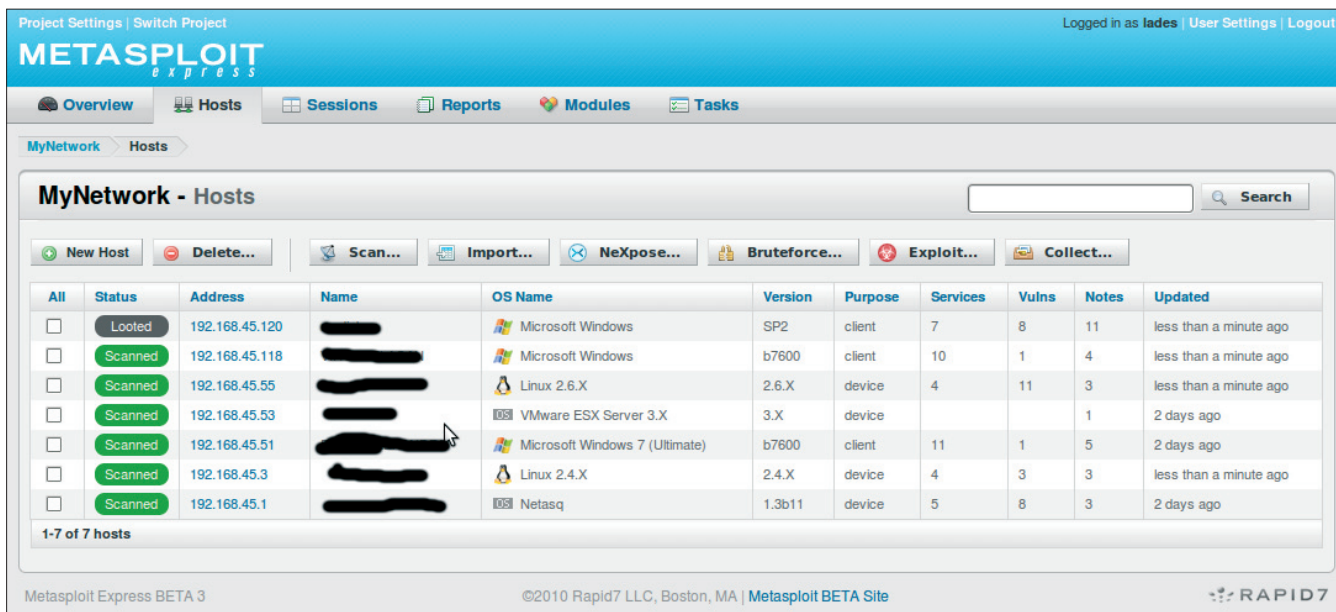 Project Settings | Switch Project
Logged in as lades | User Settings | Logout
METASPLOIT
express
Overview Hosts Sessions Reports Modules Tasks
MyNetwork Hosts
MyNetwork - Hosts
Search
New Host Delete... Scan... Import... NeXpose... Bruteforce... Exploit... Collect...
All Status Address Name OS Name Version Purpose Services Vulns Notes Updated
Looted 192.168.45.120 Microsoft Windows SP2 client 7 8 11 less than a minute ago
Scanned 192.168.45.118 Microsoft Windows b7600 client 10 1 4 less than a minute ago
Scanned 192.168.45.55 Linux 2.6.X 2.6.X device 4 11 3 less than a minute ago
Scanned 192.168.45.53 OS VMware ESX Server 3.X 3.X device 1 2 days ago
Scanned 192.168.45.51 Microsoft Windows 7 (Ultimate) b7600 client 11 1 5 2 days ago
Scanned 192.168.45.3 Linux 2.4.X 2.4.X device 4 3 3 less than a minute ago
Scanned 192.168.45.1 OS Netasq 1.3b11 device 5 8 3 2 days ago
1-7 of 7 hosts
Metasploit Express BETA 3
©2010 Rapid7 LLC, Boston, MA | Metasploit BETA Site
RAPID7